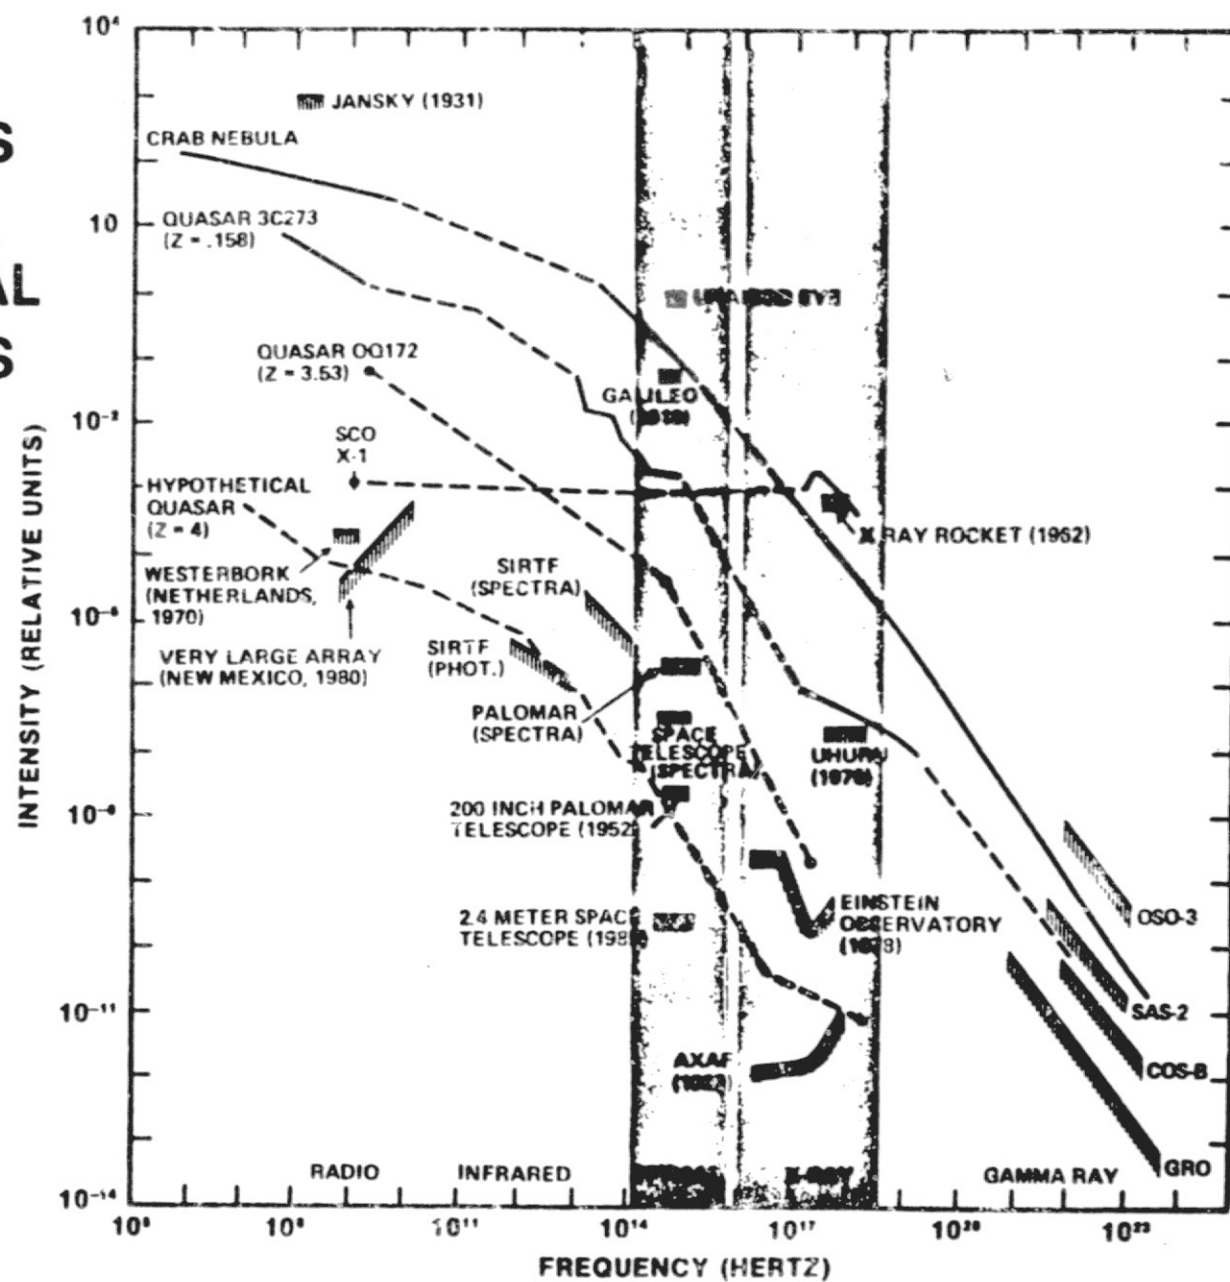 S
AL
S
10⁴
JANSKY (1931)
CRAB NEBULA
QUASAR 3C273
(Z = .158)
10
QUASAR OQ172
(Z = 3.53)
GALILEO
10⁻²
SCO
X-1
HYPOTHETICAL
QUASAR
(Z = 4)
X RAY ROCKET (1962)
WESTERBORK
(NETHERLANDS,
1970)
SIRTF
(SPECTRA)
VERY LARGE ARRAY
(NEW MEXICO, 1980)
SIRTF
(PHOT.)
PALOMAR
(SPECTRA)
SPACE
TELESCOPE
(SPECTRA)
UHURU
10⁻⁹
200 INCH PALOMAR
TELESCOPE (1952
2.4 METER SPACE
TELESCOPE
EINSTEIN
OBSERVATORY
OSO-3
10⁻¹¹
SAS-2
AXAF
COS-B
RADIO
INFRARED
X-RAY
GAMMA RAY
GRO
10⁻¹⁴
10¹¹
10¹⁴
10¹⁷
10²⁰
10²³
FREQUENCY (HERTZ)
INTENSITY (RELATIVE UNITS)